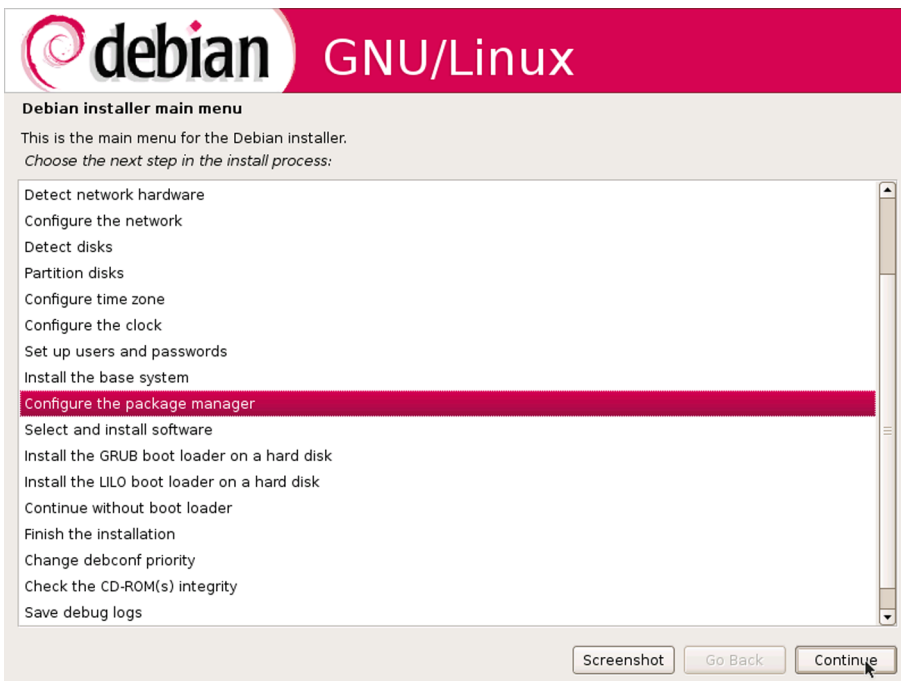 debian GNU/Linux
Debian installer main menu
This is the main menu for the Debian installer.
Choose the next step in the install process:
Detect network hardware
Configure the network
Detect disks
Partition disks
Configure time zone
Configure the clock
Set up users and passwords
Install the base system
Configure the package manager
Select and install software
Install the GRUB boot loader on a hard disk
Install the LILO boot loader on a hard disk
Continue without boot loader
Finish the installation
Change debconf priority
Check the CD-ROM(s) integrity
Save debug logs
Screenshot Go Back Continue